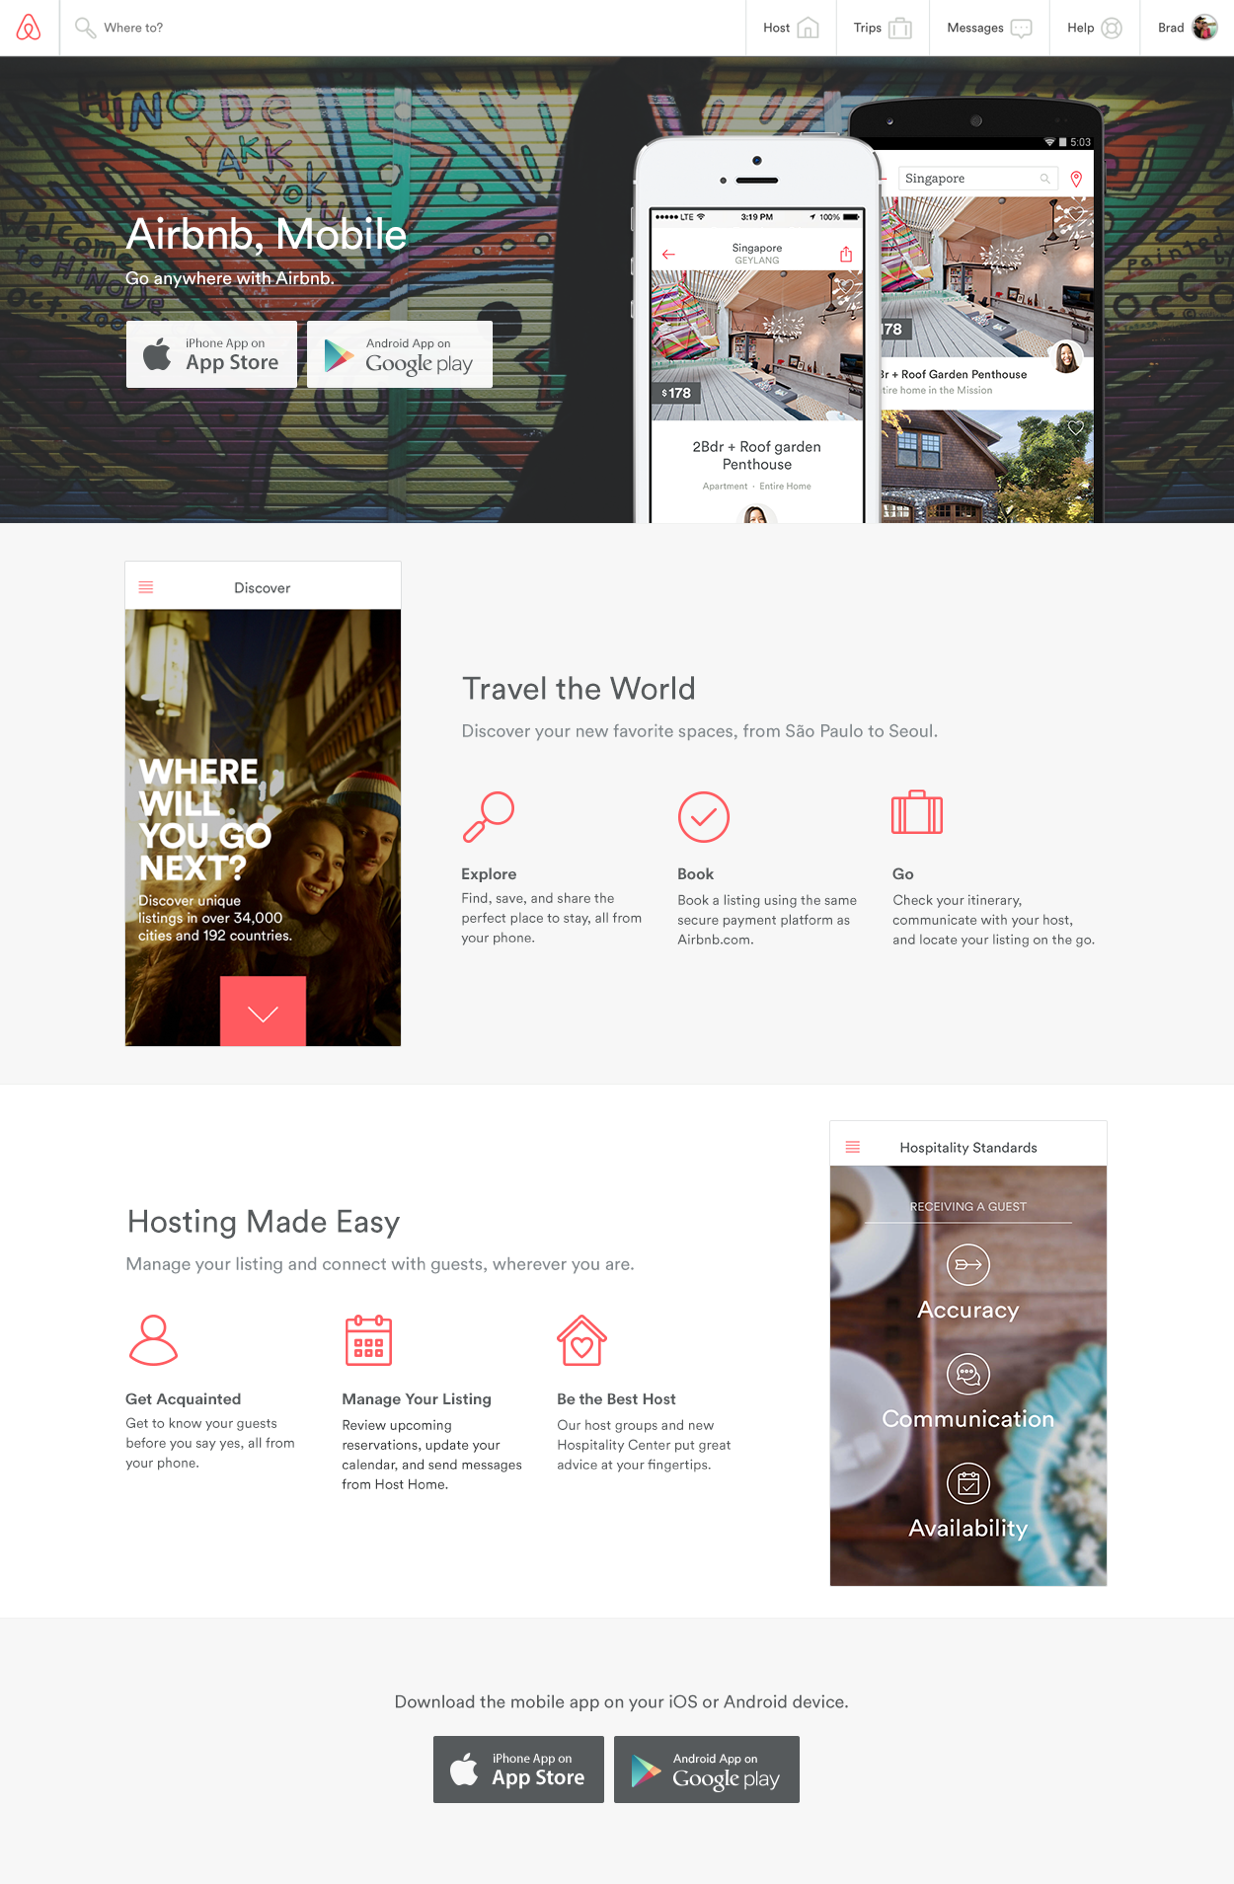 Where to?
Host
Trips
Messages
Help
Brad
HiNODE
YAKK
YOKU
Welcome
to HiNODE
Oct.
painted by
Airbnb, Mobile
Go anywhere with Airbnb.
iPhone App on
App Store
Android App on
Google play
LTE
3:19 PM
100%
Singapore
GEYLANG
$178
2Bdr + Roof garden
Penthouse
Apartment · Entire Home
5:03
Singapore
178
Br + Roof Garden Penthouse
tire home in the Mission
Discover
WHERE
WILL
YOU GO
NEXT?
Discover unique
listings in over 34,000
cities and 192 countries.
Travel the World
Discover your new favorite spaces, from São Paulo to Seoul.
Explore
Find, save, and share the
perfect place to stay, all from
your phone.
Book
Book a listing using the same
secure payment platform as
Airbnb.com.
Go
Check your itinerary,
communicate with your host,
and locate your listing on the go.
Hosting Made Easy
Manage your listing and connect with guests, wherever you are.
Get Acquainted
Get to know your guests
before you say yes, all from
your phone.
Manage Your Listing
Review upcoming
reservations, update your
calendar, and send messages
from Host Home.
Be the Best Host
Our host groups and new
Hospitality Center put great
advice at your fingertips.
Hospitality Standards
RECEIVING A GUEST
Accuracy
Communication
Availability
Download the mobile app on your iOS or Android device.
iPhone App on
App Store
Android App on
Google play